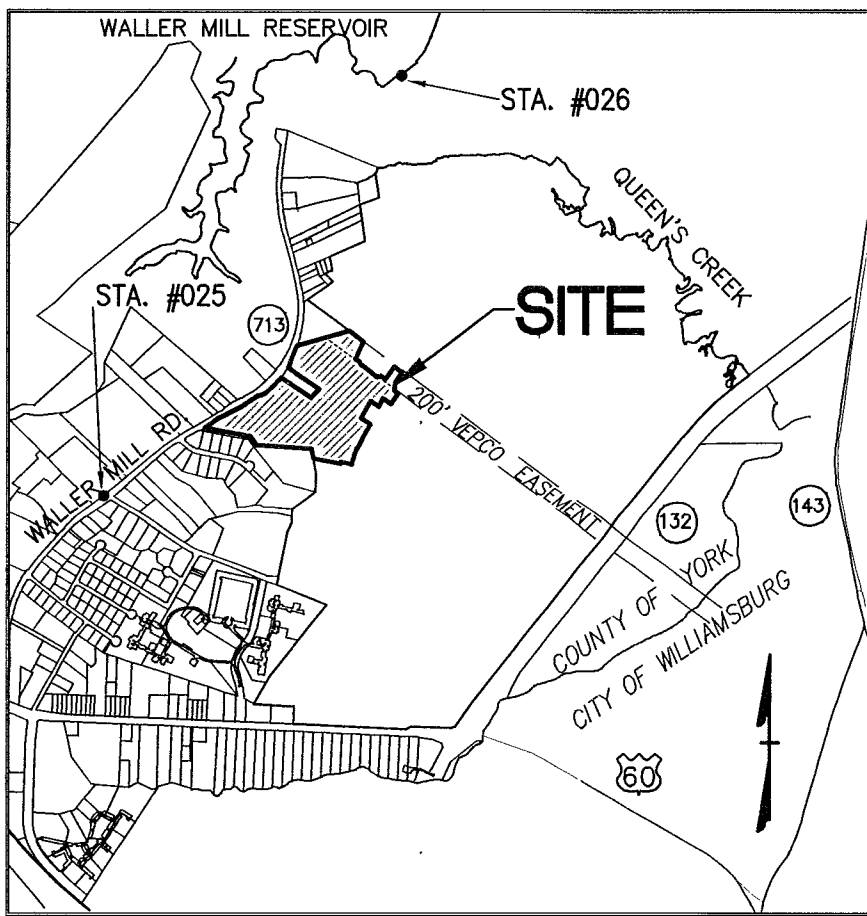 WALLER MILL RESERVOIR
STA. #026
QUEEN'S CREEK
STA. #025
713
SITE
WALLER MILL RD.
200' VEPCO EASEMENT
132
143
COUNTY OF YORK
CITY OF WILLIAMSBURG
60